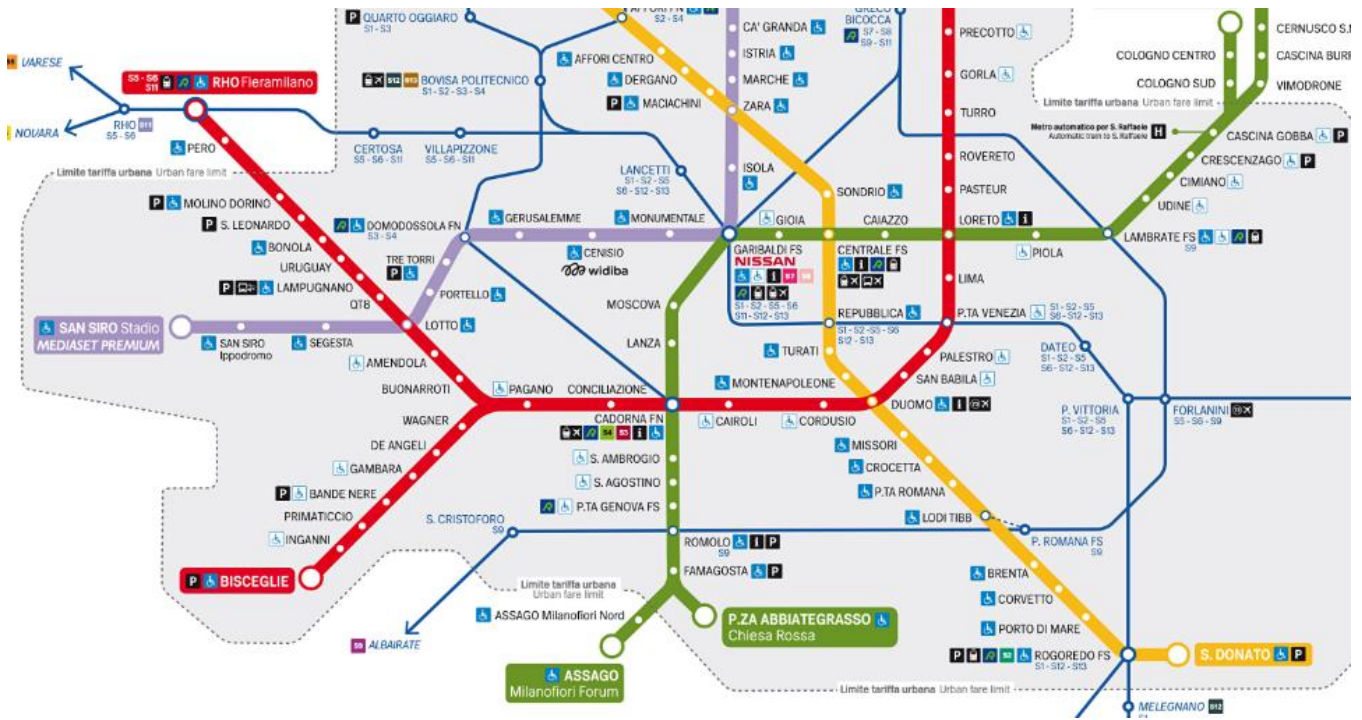 P QUARTO OGGIARO
S1 - S3
AFFORI FN
S2 - S4
CA' GRANDA
GRECO
BICOCCA
S7 - S8
S9 - S11
PRECOTTO
CERNUSCO S.N
COLOGNO CENTRO
CASCINA BURR
VARESE
S5 - S6
S11
RHO Fieramilano
AFFORI CENTRO
ISTRIA
GORLA
COLOGNO SUD
VIMODRONE
S12 S13 BOVISA POLITECNICO
S1 - S2 - S3 - S4
DERGANO
MARCHE
P MACIACHINI
ZARA
TURRO
Limite tariffa urbana Urban fare limit
NOVARA
RHO S11
S5 - S6
PERO
CERTOSA
S5 - S6 - S11
VILLAPIZZONE
S5 - S6 - S11
Metro automatico per S. Raffaele
Automatic train to S. Raffaele
H
CASCINA GOBBA P
ROVERETO
CRESCENZAGO P
Limite tariffa urbana Urban fare limit
LANCETTI
S1 - S2 - S5
S6 - S12 - S13
ISOLA
SONDRIO
PASTEUR
CIMIANO
P MOLINO DORINO
UDINE
P S. LEONARDO
DOMODOSSOLA FN
S3 - S4
GERUSALEMME
MONUMENTALE
GIOIA
CAIAZZO
LORETO i
BONOLA
CENISIO
widiba
GARIBALDI FS
NISSAN
i S7 S8
S1 - S2 - S5 - S6
S11 - S12 - S13
CENTRALE FS
i
PIOLA
LAMBRATE FS
S9
URUGUAY
TRE TORRI
P
P LAMPUGNANO
LIMA
QT8
PORTELLO
MOSCOVA
SAN SIRO Stadio
MEDIASET PREMIUM
LOTTO
REPUBBLICA
S1 - S2 - S5 - S6
S12 - S13
P.TA VENEZIA
S1 - S2 - S5
S6 - S12 - S13
SAN SIRO
Ippodromo
SEGESTA
LANZA
TURATI
PALESTRO
DATEO
S1 - S2 - S5
S6 - S12 - S13
AMENDOLA
BUONARROTI
PAGANO
CONCILIAZIONE
MONTENAPOLEONE
SAN BABILA
DUOMO i
WAGNER
CADORNA FN
S4 S3 i
CAIROLI
CORDUSIO
P. VITTORIA
S1 - S2 - S5
S6 - S12 - S13
FORLANINI
S5 - S6 - S9
DE ANGELI
MISSORI
GAMBARA
S. AMBROGIO
CROCETTA
P BANDE NERE
S. AGOSTINO
P.TA ROMANA
PRIMATICCIO
S. CRISTOFORO
S9
P.TA GENOVA FS
LODI TIBB
INGANNI
ROMOLO i P
S9
P. ROMANA FS
S9
P BISCEGLIE
FAMAGOSTA P
BRENTA
Limite tariffa urbana
Urban fare limit
CORVETTO
ASSAGO Milanofiori Nord
P.ZA ABBIATEGRASSO
Chiesa Rossa
PORTO DI MARE
S9 ALBAIRATE
P S2 ROGOREDO FS
S1 - S12 - S13
S. DONATO P
ASSAGO
Milanofiori Forum
Limite tariffa urbana Urban fare limit
MELEGNANO S12
S1